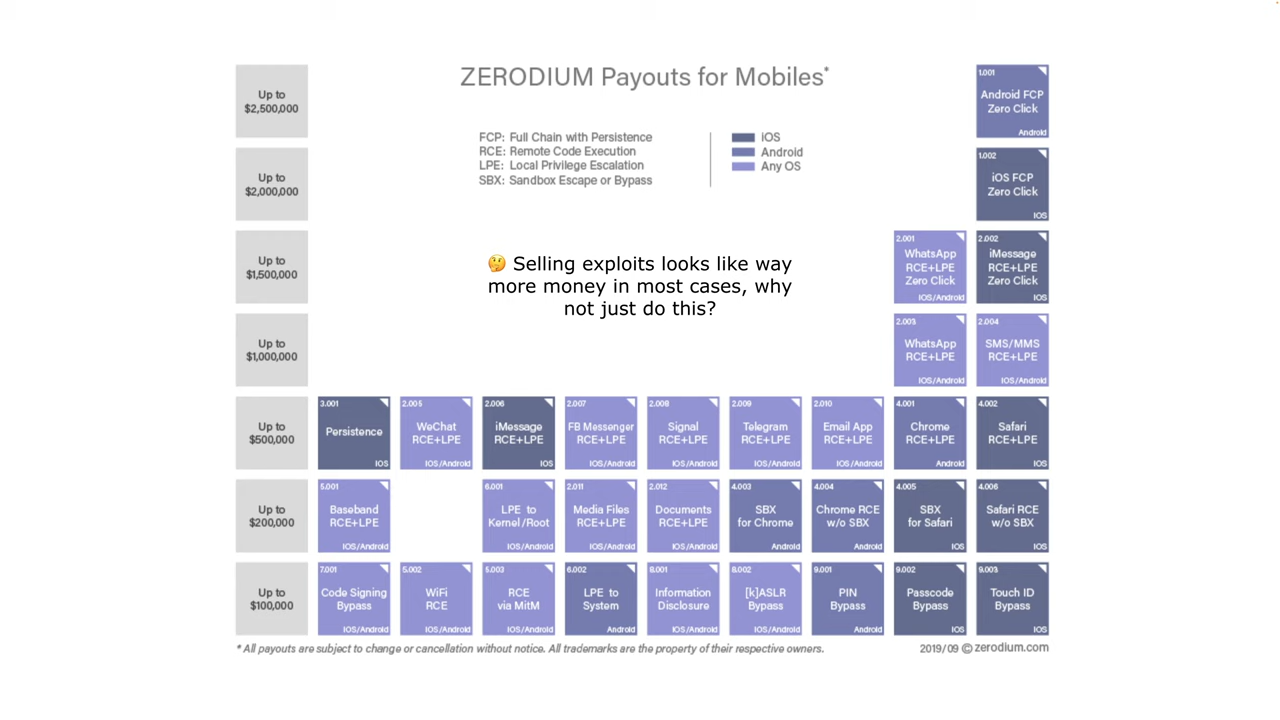 ZERODIUM Payouts for Mobiles*
FCP: Full Chain with Persistence
RCE: Remote Code Execution
LPE: Local Privilege Escalation
SBX: Sandbox Escape or Bypass
iOS
Android
Any OS
🤔 Selling exploits looks like way
more money in most cases, why
not just do this?
Up to
$2,500,000
1.001
Android FCP
Zero Click
Android
Up to
$2,000,000
1.002
iOS FCP
Zero Click
IOS
Up to
$1,500,000
2.001
WhatsApp
RCE+LPE
Zero Click
IOS/Android
2.002
iMessage
RCE+LPE
Zero Click
IOS
Up to
$1,000,000
2.003
WhatsApp
RCE+LPE
IOS/Android
2.004
SMS/MMS
RCE+LPE
IOS/Android
Up to
$500,000
3.001
Persistence
IOS
2.005
WeChat
RCE+LPE
IOS/Android
2.006
iMessage
RCE+LPE
IOS
2.007
FB Messenger
RCE+LPE
IOS/Android
2.008
Signal
RCE+LPE
IOS/Android
2.009
Telegram
RCE+LPE
IOS/Android
2.010
Email App
RCE+LPE
IOS/Android
4.001
Chrome
RCE+LPE
Android
4.002
Safari
RCE+LPE
IOS
Up to
$200,000
5.001
Baseband
RCE+LPE
IOS/Android
6.001
LPE to
Kernel/Root
IOS/Android
2.011
Media Files
RCE+LPE
IOS/Android
2.012
Documents
RCE+LPE
IOS/Android
4.003
SBX
for Chrome
Android
4.004
Chrome RCE
w/o SBX
Android
4.005
SBX
for Safari
IOS
4.006
Safari RCE
w/o SBX
IOS
Up to
$100,000
7.001
Code Signing
Bypass
IOS/Android
5.002
WiFi
RCE
IOS/Android
5.003
RCE
via MitM
IOS/Android
6.002
LPE to
System
Android
8.001
Information
Disclosure
IOS/Android
8.002
[k]ASLR
Bypass
IOS/Android
9.001
PIN
Bypass
Android
9.002
Passcode
Bypass
IOS
9.003
Touch ID
Bypass
IOS
* All payouts are subject to change or cancellation without notice. All trademarks are the property of their respective owners.
2019/09 © zerodium.com